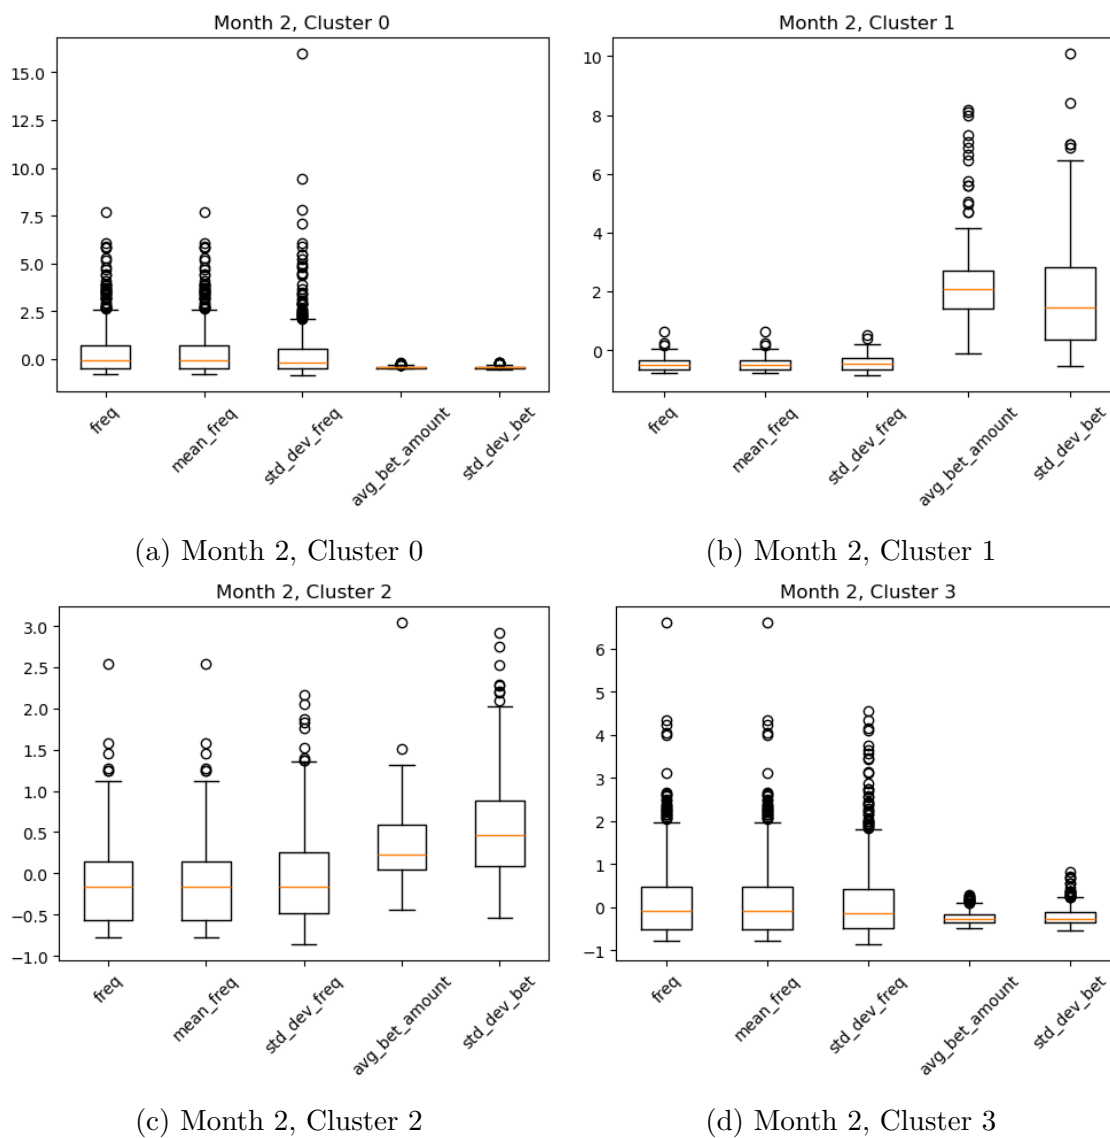 Month 2, Cluster 0
15.0
12.5
10.0
7.5
5.0
2.5
0.0
freq
mean_freq
std_dev_freq
avg_bet_amount
std_dev_bet
(a) Month 2, Cluster 0
Month 2, Cluster 1
10
8
6
4
2
0
freq
mean_freq
std_dev_freq
avg_bet_amount
std_dev_bet
(b) Month 2, Cluster 1
Month 2, Cluster 2
3.0
2.5
2.0
1.5
1.0
0.5
0.0
−0.5
−1.0
freq
mean_freq
std_dev_freq
avg_bet_amount
std_dev_bet
(c) Month 2, Cluster 2
Month 2, Cluster 3
6
5
4
3
2
1
0
−1
freq
mean_freq
std_dev_freq
avg_bet_amount
std_dev_bet
(d) Month 2, Cluster 3